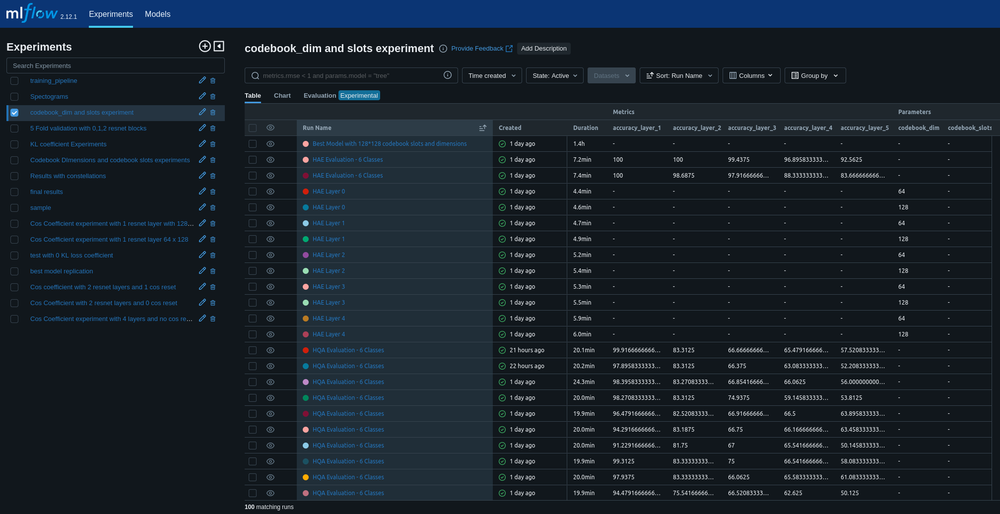 mlflow 2.12.1 Experiments Models
Experiments
Search Experiments
training_pipeline
Spectograms
codebook_dim and slots experiment
5 Fold validation with 0,1,2 resnet blocks
KL coefficient Experiments
Codebook DImensions and codebook slots experiments
Results with constellations
final results
sample
Cos Coefficient experiment with 1 resnet layer with 128...
Cos Coefficient experiment with 1 resnet layer 64 x 128
test with 0 KL loss coefficient
best model replication
Cos coefficient with 2 resnet layers and 1 cos reset
Cos Coefficient with 2 resnet layers and 0 cos reset
Cos Coefficient experiment with 4 layers and no cos re...
codebook_dim and slots experiment Provide Feedback Add Description
metrics.rmse < 1 and params.model = "tree" Time created State: Active Datasets Sort: Run Name Columns Group by
Table Chart Evaluation Experimental
Metrics Parameters
Run Name Created Duration accuracy_layer_1 accuracy_layer_2 accuracy_layer_3 accuracy_layer_4 accuracy_layer_5 codebook_dim codebook_slots
Best Model with 128*128 codebook slots and dimensions 1 day ago 1.4h - - - - - - -
HAE Evaluation - 6 Classes 1 day ago 7.2min 100 100 99.4375 96.895833333... 92.5625 - -
HAE Evaluation - 6 Classes 1 day ago 7.4min 100 98.6875 97.91666666... 88.333333333... 83.666666666... - -
HAE Layer 0 1 day ago 4.4min - - - - - 64 -
HAE Layer 0 1 day ago 4.6min - - - - - 128 -
HAE Layer 1 1 day ago 4.7min - - - - - 64 -
HAE Layer 1 1 day ago 4.9min - - - - - 128 -
HAE Layer 2 1 day ago 5.2min - - - - - 64 -
HAE Layer 2 1 day ago 5.4min - - - - - 128 -
HAE Layer 3 1 day ago 5.3min - - - - - 64 -
HAE Layer 3 1 day ago 5.5min - - - - - 128 -
HAE Layer 4 1 day ago 5.9min - - - - - 64 -
HAE Layer 4 1 day ago 6.0min - - - - - 128 -
HQA Evaluation - 6 Classes 21 hours ago 20.1min 99.9166666666... 83.3125 66.66666666... 65.479166666... 57.520833333... - -
HQA Evaluation - 6 Classes 22 hours ago 20.2min 97.8958333333... 83.3125 66.375 63.083333333... 52.208333333... - -
HQA Evaluation - 6 Classes 1 day ago 24.3min 98.3958333333... 83.27083333... 66.85416666... 66.0625 56.000000000... - -
HQA Evaluation - 6 Classes 1 day ago 20.0min 98.2708333333... 83.3125 74.9375 59.145833333... 53.8125 - -
HQA Evaluation - 6 Classes 1 day ago 19.9min 96.4791666666... 82.52083333... 66.91666666... 66.5 63.895833333... - -
HQA Evaluation - 6 Classes 1 day ago 20.0min 94.2916666666... 83.1875 66.75 66.166666666... 63.458333333... - -
HQA Evaluation - 6 Classes 1 day ago 20.0min 91.2291666666... 81.75 67 65.541666666... 50.145833333... - -
HQA Evaluation - 6 Classes 1 day ago 19.9min 99.3125 83.33333333... 75 66.541666666... 58.083333333... - -
HQA Evaluation - 6 Classes 1 day ago 20.0min 97.9375 83.33333333... 66.0625 65.583333333... 61.083333333... - -
HQA Evaluation - 6 Classes 1 day ago 19.9min 94.4791666666... 75.54166666... 66.52083333... 62.625 50.125 - -
100 matching runs